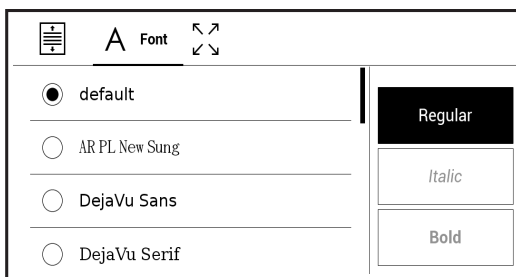 A Font
default
AR PL New Sung
DejaVu Sans
DejaVu Serif
Regular
Italic
Bold